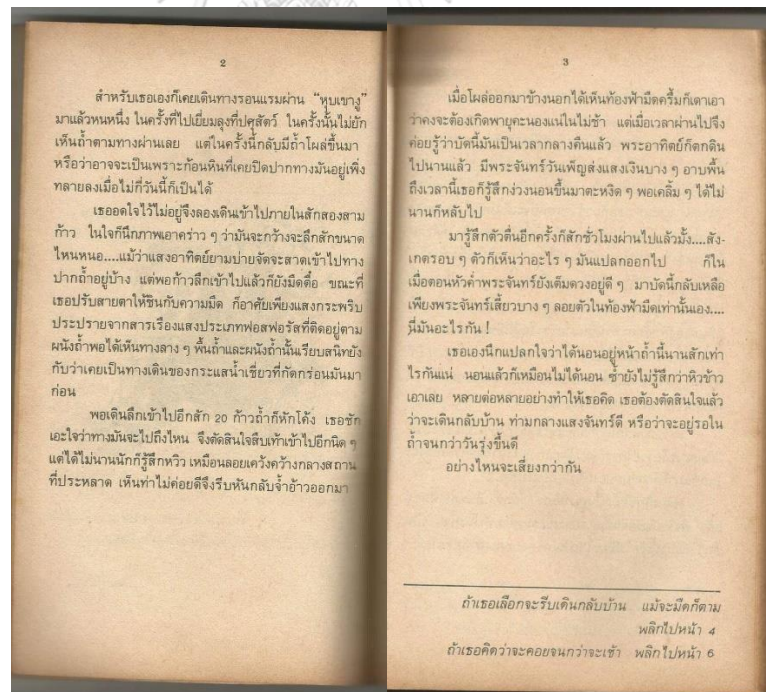 2
สำหรับเธอเองก็เคยเดินทางรอนแรมผ่าน “หุบเขางู”
มาแล้วหนหนึ่ง ในครั้งที่ไปเยี่ยมลุงที่ปศุสัตว์ ในครั้งนั้นไม่ยัก
เห็นถ้ำตามทางผ่านเลย แต่ในครั้งนี้กลับมีถ้ำโผล่ขึ้นมา
หรือว่าอาจจะเป็นเพราะก้อนหินที่เคยปิดปากทางมันอยู่เพิ่ง
ทลายลงเมื่อไม่กี่วันนี้ก็เป็นได้
เธออดใจไว้ไม่อยู่จึงลองเดินเข้าไปภายในสักสองสาม
ก้าว ในใจก็นึกภาพเอาคร่าว ๆ ว่ามันจะกว้างจะลึกสักขนาด
ไหนหนอ....แม้ว่าแสงอาทิตย์ยามบ่ายจัดจะสาดเข้าไปทาง
ปากถ้ำอยู่บ้าง แต่พอก้าวลึกเข้าไปแล้วก็ยังมืดตื้อ ขณะที่
เธอปรับสายตาให้ชินกับความมืด ก็อาศัยเพียงแสงกระพริบ
ประปรายจากสารเรืองแสงประเภทฟอสฟอรัสที่ติดอยู่ตาม
ผนังถ้ำพอได้เห็นทางลาง ๆ พื้นถ้ำและผนังถ้ำนั้นเรียบสนิทยัง
กับว่าเคยเป็นทางเดินของกระแสน้ำเชี่ยวที่กัดกร่อนมันมา
ก่อน
พอเดินลึกเข้าไปอีกสัก 20 ก้าวถ้ำก็หักโค้ง เธอชัก
เอะใจว่าทางมันจะไปถึงไหน จึงตัดสินใจสืบเท้าเข้าไปอีกนิด ๆ
แต่ได้ไม่นานนักก็รู้สึกหวิว เหมือนลอยเคว้งคว้างกลางสถาน
ที่ประหลาด เห็นท่าไม่ค่อยดีจึงรีบหันกลับจ้ำอ้าวออกมา
3
เมื่อโผล่ออกมาข้างนอกได้เห็นท้องฟ้ามืดครึ้มก็เดาเอา
ว่าคงจะต้องเกิดพายุคะนองแน่ในไม่ช้า แต่เมื่อเวลาผ่านไปจึง
ค่อยรู้ว่าบัดนี้มันเป็นเวลากลางคืนแล้ว พระอาทิตย์ก็ตกดิน
ไปนานแล้ว มีพระจันทร์วันเพ็ญส่องแสงเงินบาง ๆ อาบพื้น
ถึงเวลานี้เธอก็รู้สึกง่วงนอนขึ้นมาตะหงิด ๆ พอเคลิ้ม ๆ ได้ไม่
นานก็หลับไป
มารู้สึกตัวตื่นอีกครั้งก็สักชั่วโมงผ่านไปแล้วมั้ง....สัง-
เกตรอบ ๆ ตัวก็เห็นว่าอะไร ๆ มันแปลกออกไป ก็ใน
เมื่อตอนหัวค่ำพระจันทร์ยังเต็มดวงอยู่ดี ๆ มาบัดนี้กลับเหลือ
เพียงพระจันทร์เสี้ยวบาง ๆ ลอยตัวในท้องฟ้ามืดเท่านั้นเอง....
นี่มันอะไรกัน !
เธอเองนึกแปลกใจว่าได้นอนอยู่หน้าถ้ำนี้นานสักเท่า
ไรกันแน่ นอนแล้วก็เหมือนไม่ได้นอน ซ้ำยังไม่รู้สึกว่าหิวข้าว
เอาเลย หลายต่อหลายอย่างทำให้เธอคิด เธอต้องตัดสินใจแล้ว
ว่าจะเดินกลับบ้าน ท่ามกลางแสงจันทร์ดี หรือว่าจะอยู่รอใน
ถ้ำจนกว่าวันรุ่งขึ้นดี
อย่างไหนจะเสี่ยงกว่ากัน
ถ้าเธอเลือกจะรีบเดินกลับบ้าน แม้จะมืดก็ตาม
พลิกไปหน้า 4
ถ้าเธอคิดว่าจะคอยจนกว่าจะเช้า พลิกไปหน้า 6